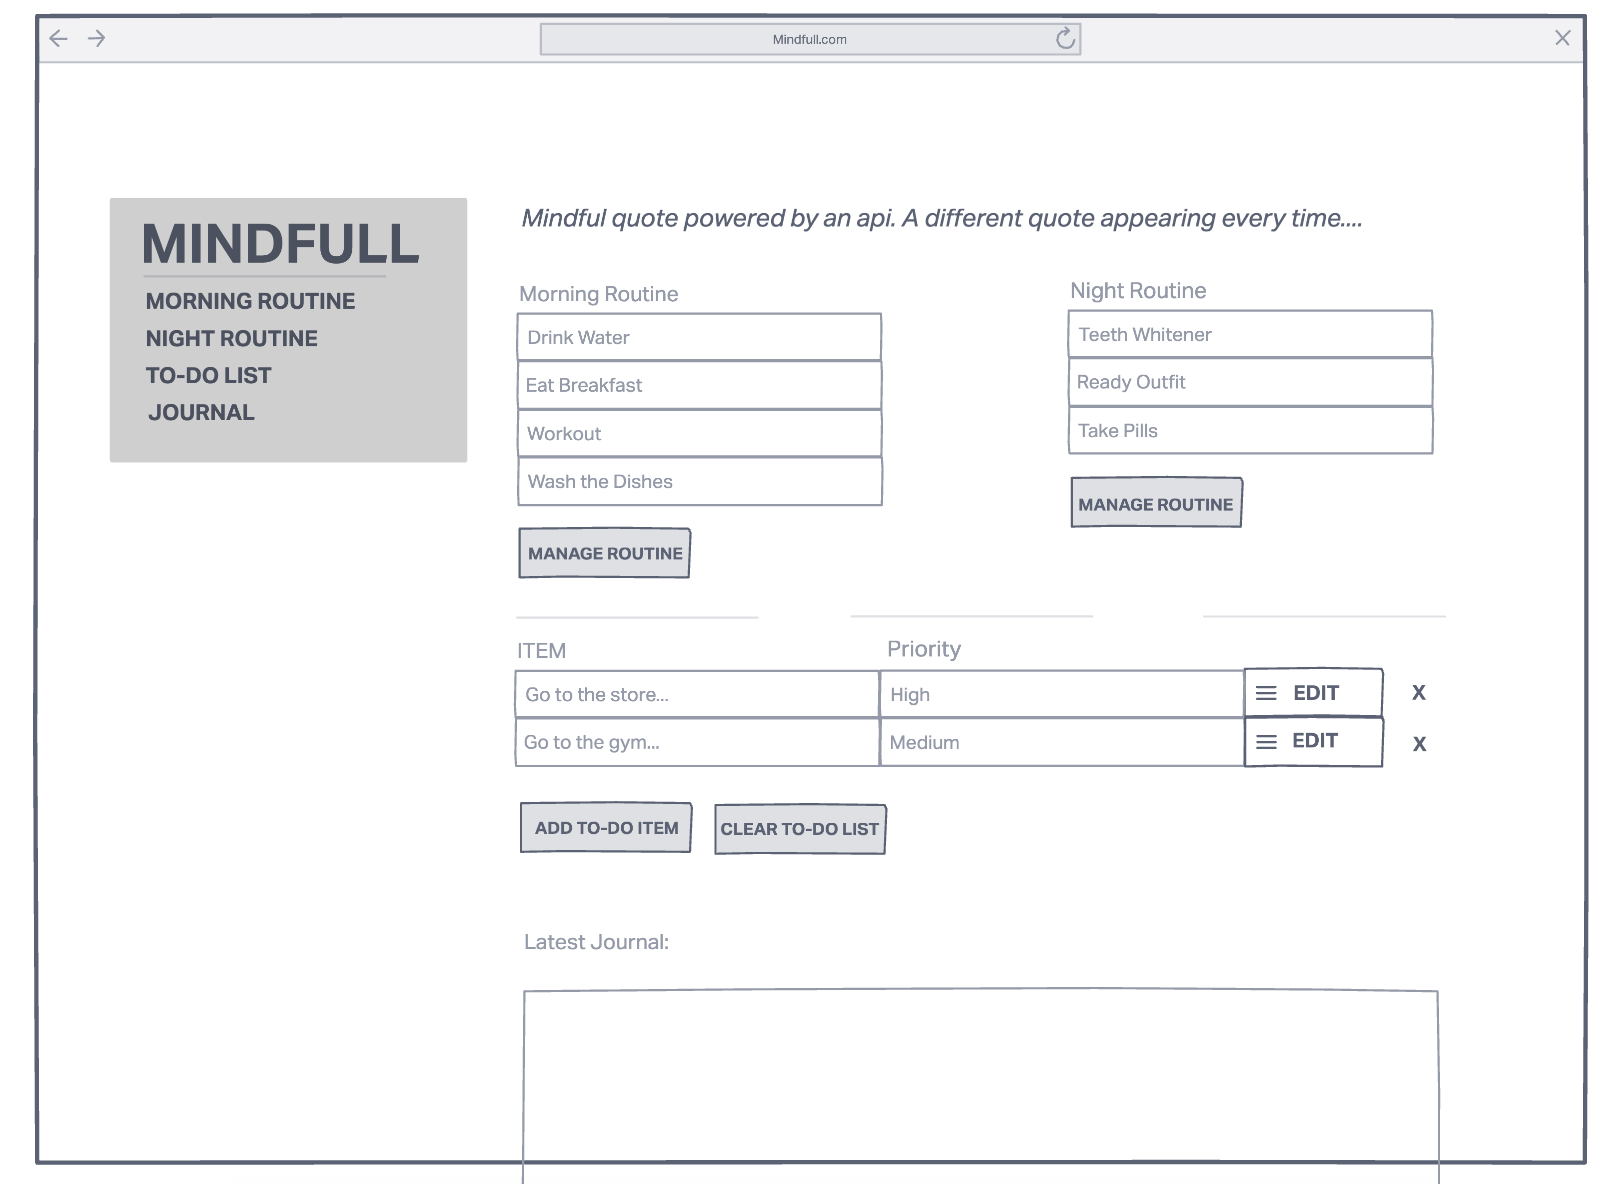 Mindfull.com
MINDFULL
MORNING ROUTINE
NIGHT ROUTINE
TO-DO LIST
JOURNAL
Mindful quote powered by an api. A different quote appearing every time....
Morning Routine
Drink Water
Eat Breakfast
Workout
Wash the Dishes
MANAGE ROUTINE
Night Routine
Teeth Whitener
Ready Outfit
Take Pills
MANAGE ROUTINE
ITEM Priority
Go to the store... High EDIT X
Go to the gym... Medium EDIT X
ADD TO-DO ITEM CLEAR TO-DO LIST
Latest Journal: